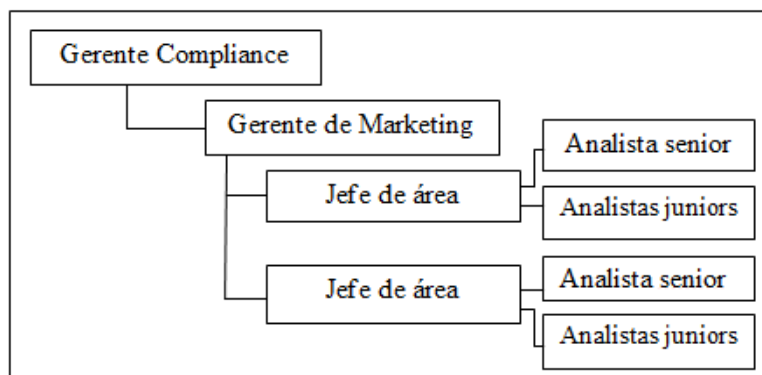 Gerente Compliance
Gerente de Marketing
Jefe de área
Analista senior
Analistas juniors
Jefe de área
Analista senior
Analistas juniors